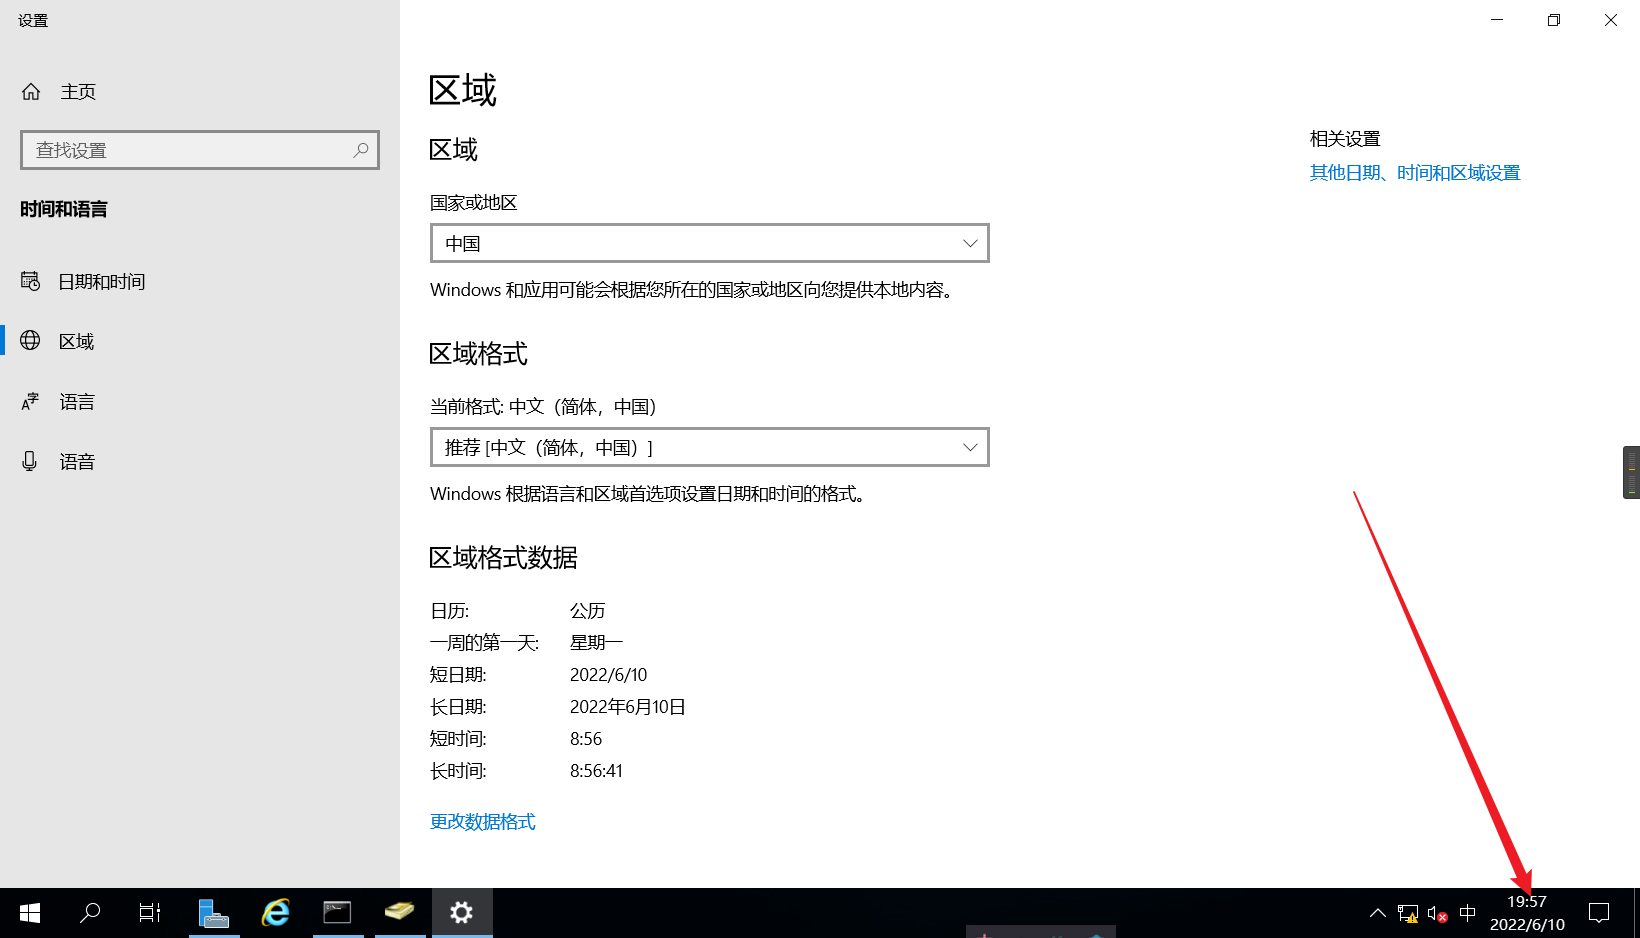 设置
主页
查找设置
时间和语言
日期和时间
区域
语言
语音
区域
区域
国家或地区
中国
Windows 和应用可能会根据您所在的国家或地区向您提供本地内容。
区域格式
当前格式: 中文（简体，中国）
推荐 [中文（简体，中国）]
Windows 根据语言和区域首选项设置日期和时间的格式。
区域格式数据
日历: 公历
一周的第一天: 星期一
短日期: 2022/6/10
长日期: 2022年6月10日
短时间: 8:56
长时间: 8:56:41
更改数据格式
相关设置
其他日期、时间和区域设置
中
19:57
2022/6/10